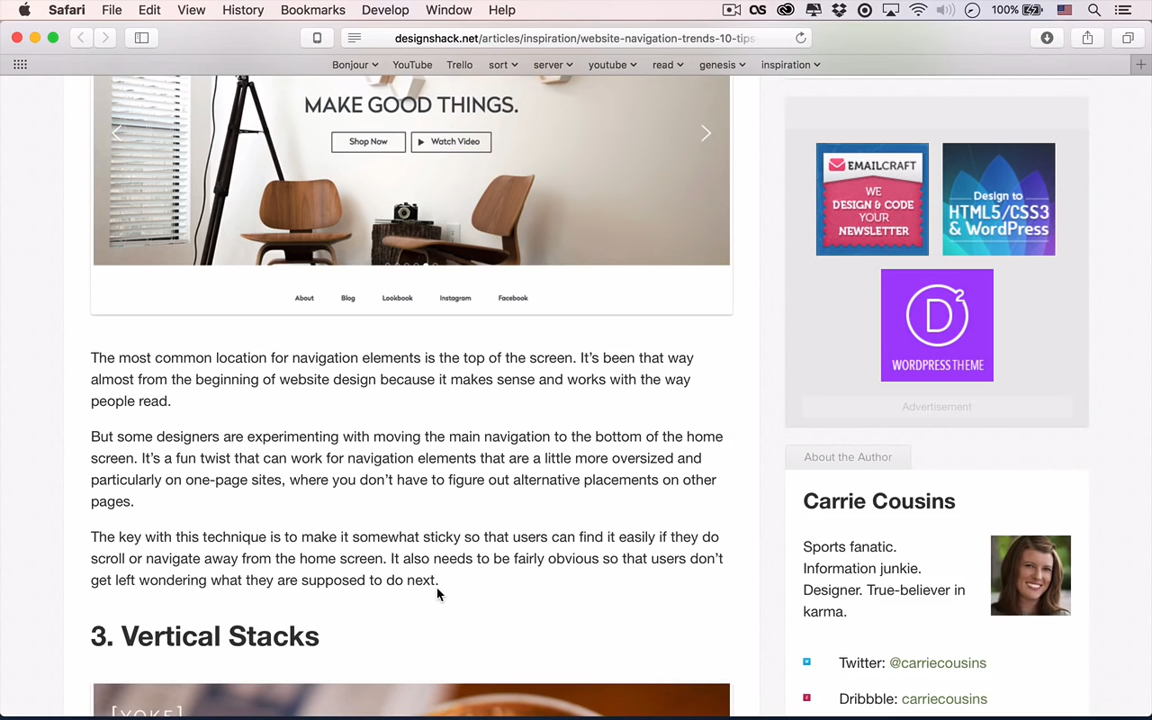 Safari File Edit View History Bookmarks Develop Window Help 100%
designshack.net/articles/inspiration/website-navigation-trends-10-tips-
Bonjour YouTube Trello sort server youtube read genesis inspiration
MAKE GOOD THINGS.
Shop Now Watch Video
About Blog Lookbook Instagram Facebook
The most common location for navigation elements is the top of the screen. It's been that way
almost from the beginning of website design because it makes sense and works with the way
people read.
But some designers are experimenting with moving the main navigation to the bottom of the home
screen. It's a fun twist that can work for navigation elements that are a little more oversized and
particularly on one-page sites, where you don't have to figure out alternative placements on other
pages.
The key with this technique is to make it somewhat sticky so that users can find it easily if they do
scroll or navigate away from the home screen. It also needs to be fairly obvious so that users don't
get left wondering what they are supposed to do next.
3. Vertical Stacks
[YOKE]
EMAILCRAFT
WE
DESIGN & CODE
YOUR
NEWSLETTER
Design to
HTML5/CSS3
& WordPress
D2
WORDPRESS THEME
Advertisement
About the Author
Carrie Cousins
Sports fanatic.
Information junkie.
Designer. True-believer in
karma.
Twitter: @carriecousins
Dribbble: carriecousins